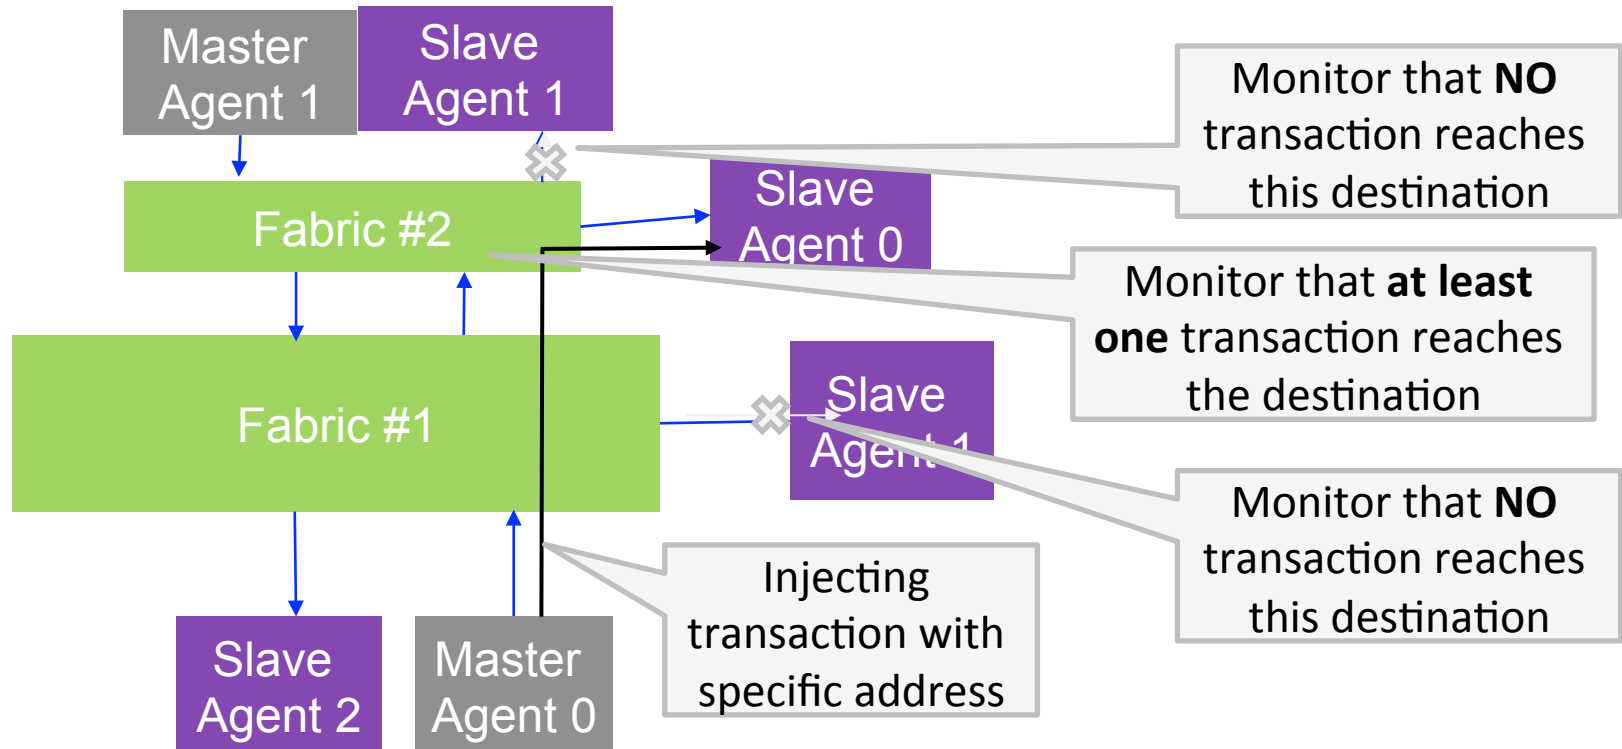 Master
Agent 1
Slave
Agent 1
Monitor that NO
transaction reaches
this destination
Slave
Agent 0
Fabric #2
Monitor that at least
one transaction reaches
the destination
Fabric #1
Slave
Agent 1
Monitor that NO
transaction reaches
this destination
Injecting
transaction with
specific address
Slave
Agent 2
Master
Agent 0